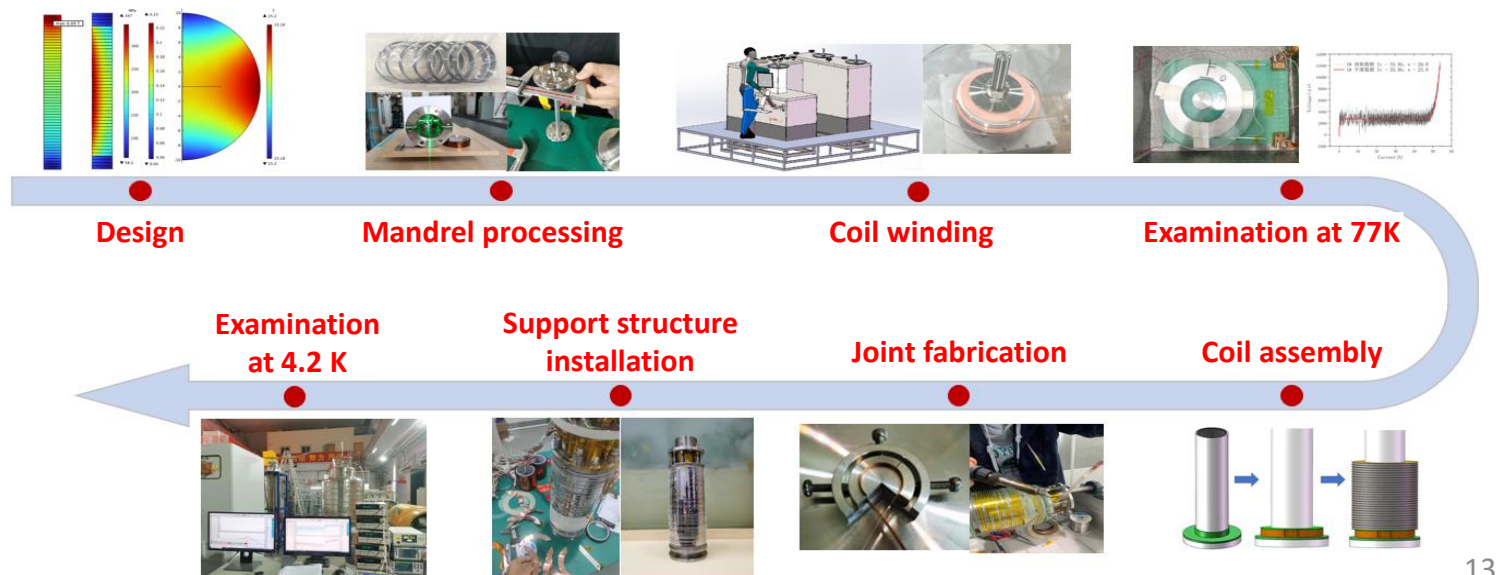 Design
Mandrel processing
Coil winding
Examination at 77K
Examination
at 4.2 K
Support structure
installation
Joint fabrication
Coil assembly
13